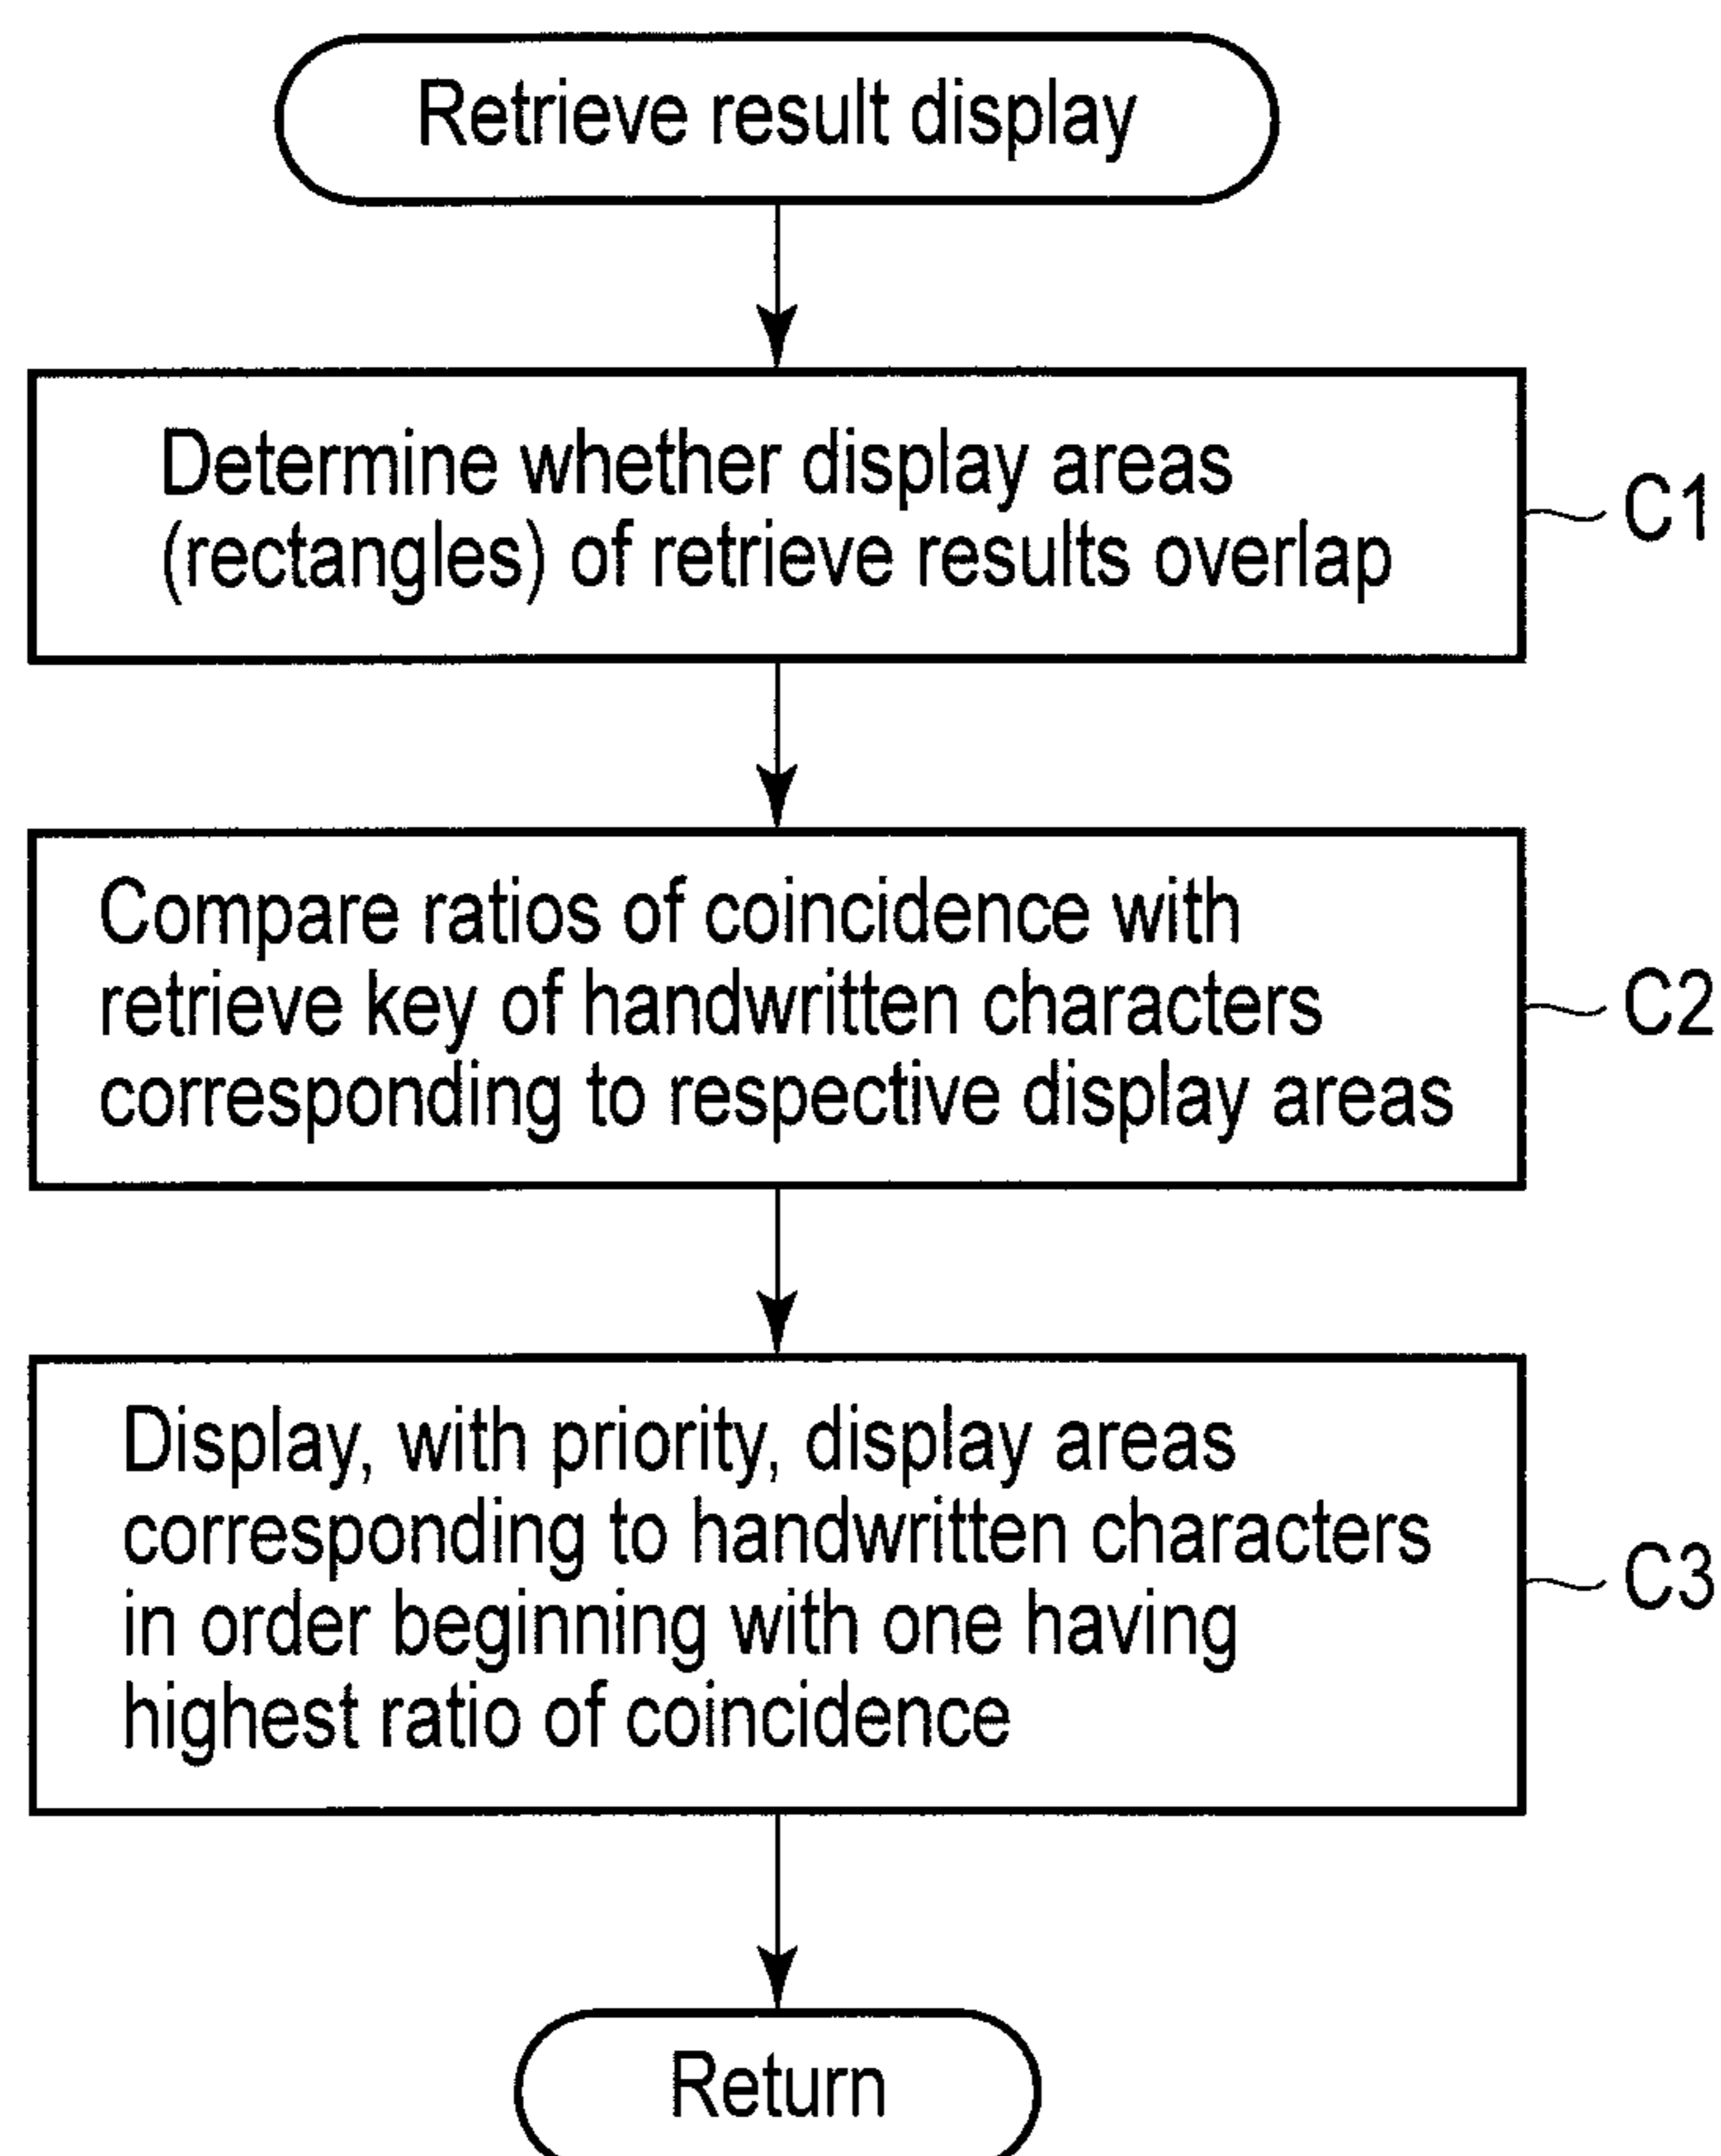 Retrieve result display
Determine whether display areas
(rectangles) of retrieve results overlap
C1
Compare ratios of coincidence with
retrieve key of handwritten characters
corresponding to respective display areas
C2
Display, with priority, display areas
corresponding to handwritten characters
in order beginning with one having
highest ratio of coincidence
C3
Return